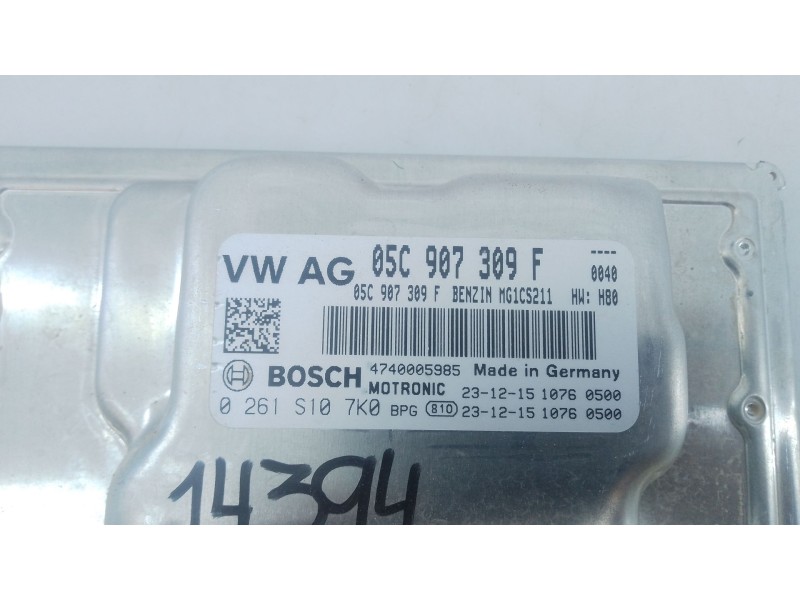 VW AG 05C 907 309 F ----
0040
05C 907 309 F BENZIN MG1CS211 HW: H80
4740005985 Made in Germany
BOSCH MOTRONIC 23-12-15 1076 0500
0 261 S10 7K0 BPG 810 23-12-15 1076 0500
14394